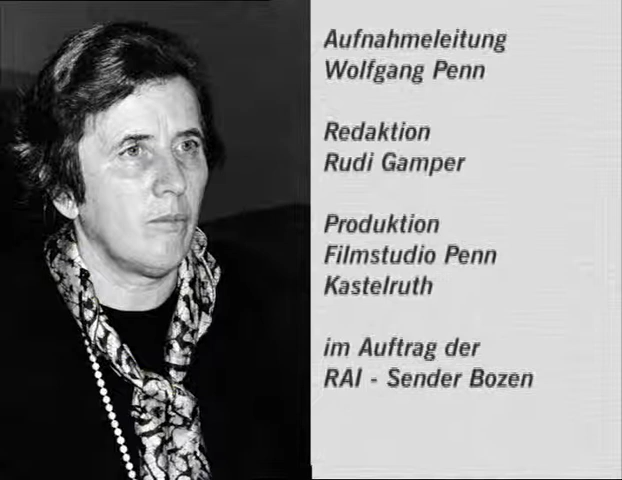 Aufnahmeleitung
Wolfgang Penn
Redaktion
Rudi Gamper
Produktion
Filmstudio Penn
Kastelruth
im Auftrag der
RAI - Sender Bozen